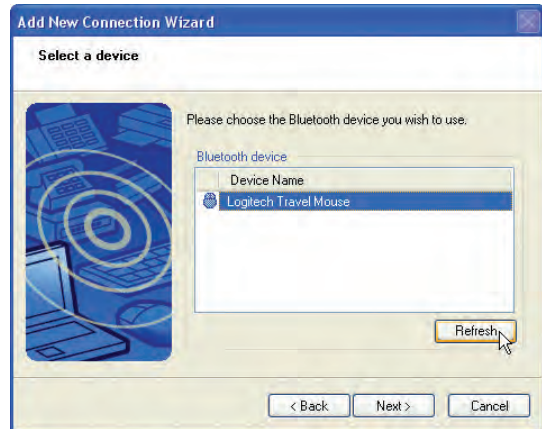 Add New Connection Wizard
Select a device
Please choose the Bluetooth device you wish to use.
Bluetooth device
Device Name
Logitech Travel Mouse
Refresh
< Back Next > Cancel